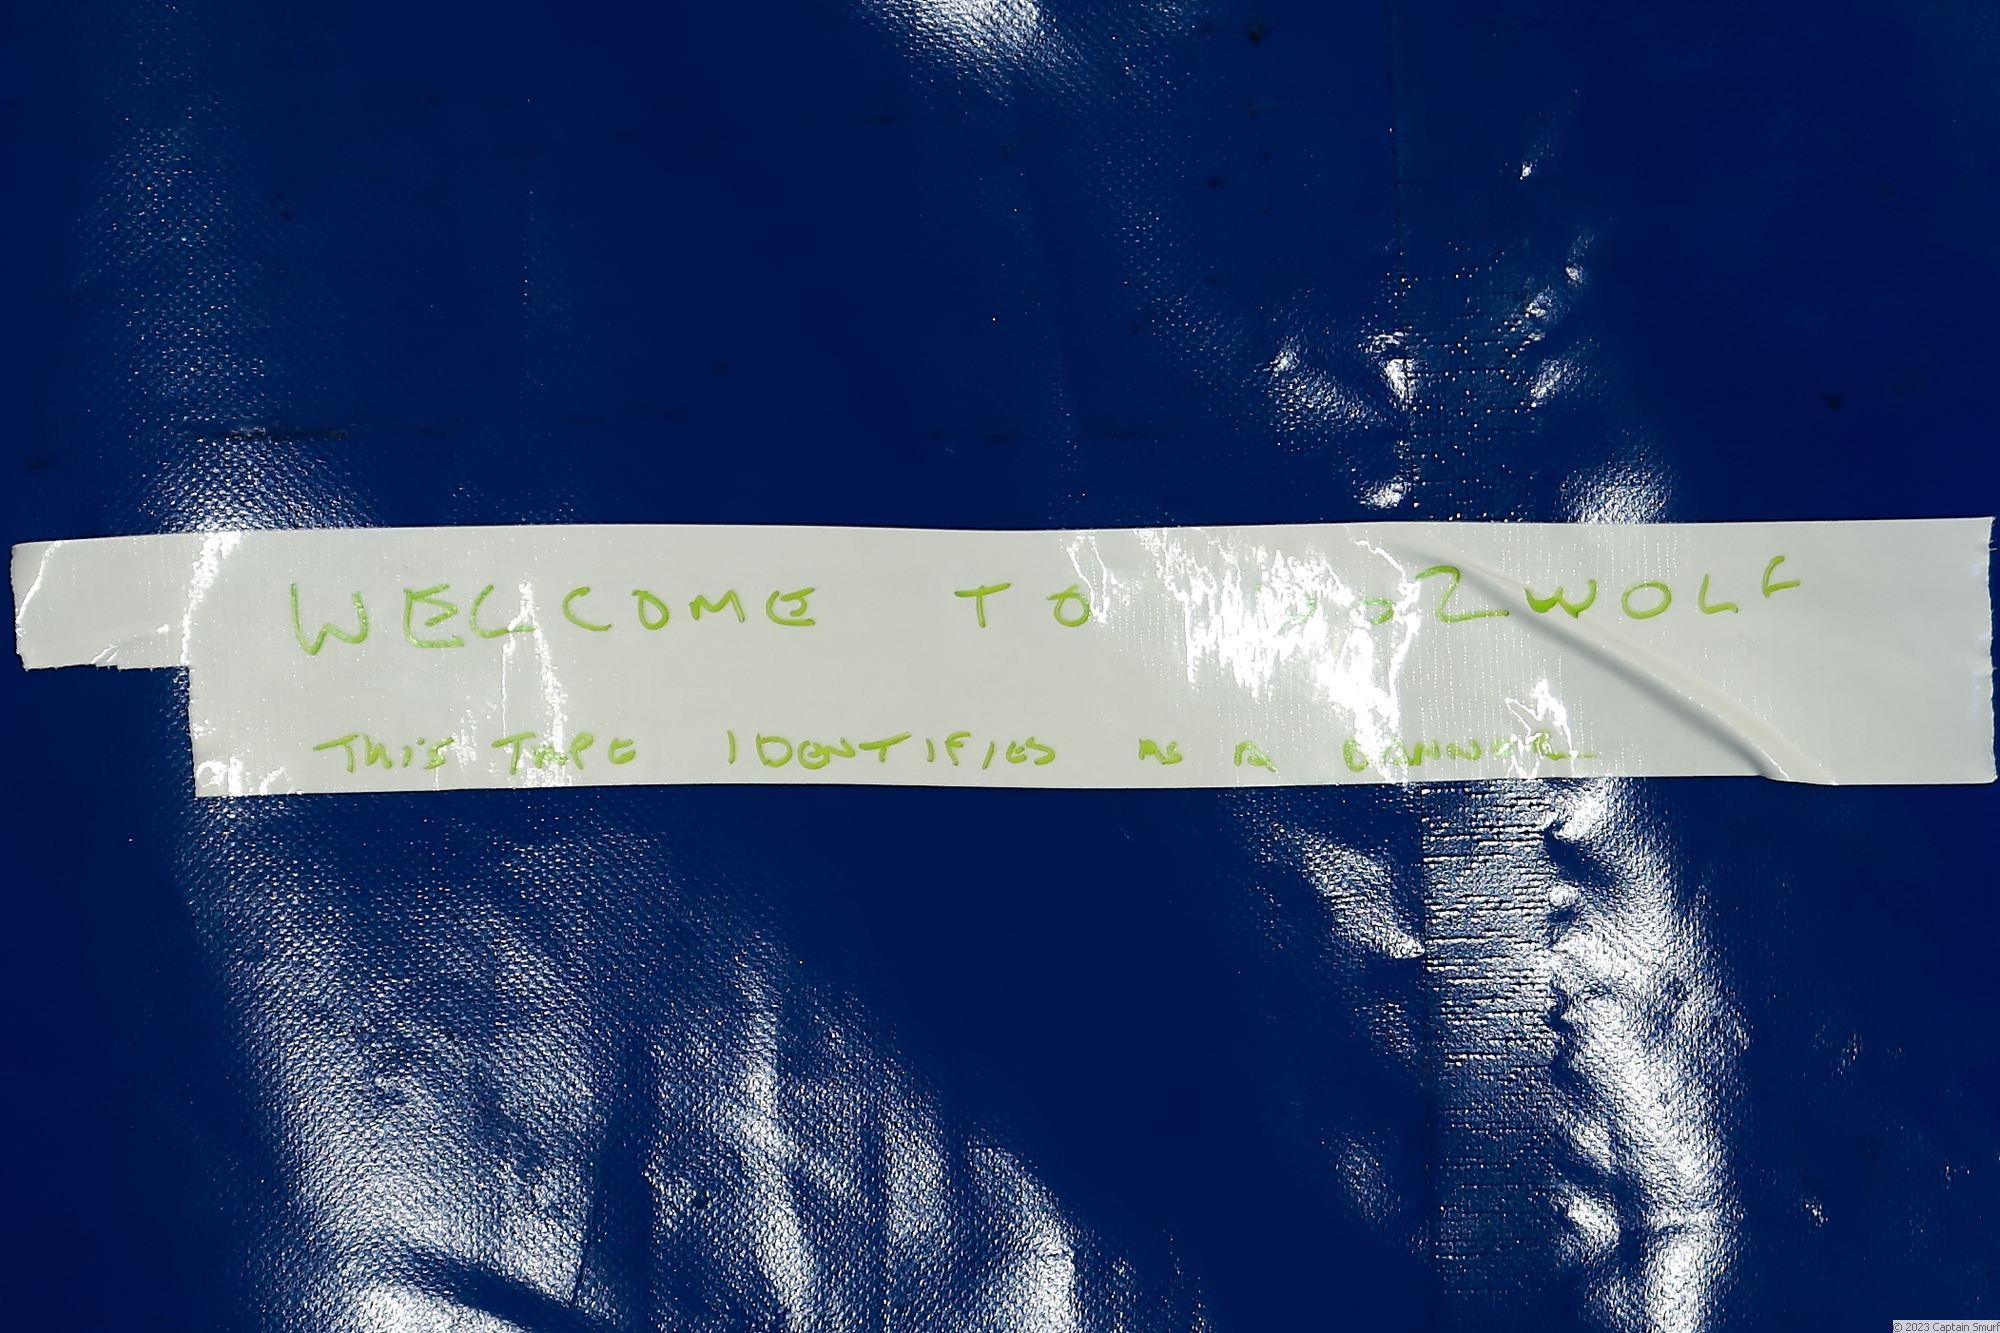 WELCOME TO
THIS TAPE IDENTIFIES AS A BANNER
© 2023 Captain Smurf